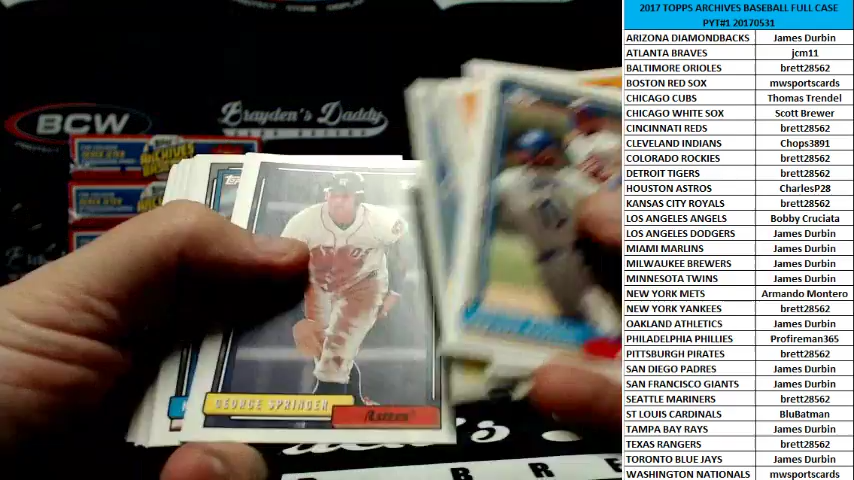 2017 TOPPS ARCHIVES BASEBALL FULL CASE
PYT#1 20170531
ARIZONA DIAMONDBACKS James Durbin
ATLANTA BRAVES jcm11
BALTIMORE ORIOLES brett28562
BOSTON RED SOX mwsportscards
CHICAGO CUBS Thomas Trendel
CHICAGO WHITE SOX Scott Brewer
CINCINNATI REDS brett28562
CLEVELAND INDIANS Chops3891
COLORADO ROCKIES brett28562
DETROIT TIGERS brett28562
HOUSTON ASTROS CharlesP28
KANSAS CITY ROYALS brett28562
LOS ANGELES ANGELS Bobby Cruciata
LOS ANGELES DODGERS James Durbin
MIAMI MARLINS James Durbin
MILWAUKEE BREWERS James Durbin
MINNESOTA TWINS James Durbin
NEW YORK METS Armando Montero
NEW YORK YANKEES brett28562
OAKLAND ATHLETICS James Durbin
PHILADELPHIA PHILLIES Profireman365
PITTSBURGH PIRATES brett28562
SAN DIEGO PADRES James Durbin
SAN FRANCISCO GIANTS James Durbin
SEATTLE MARINERS brett28562
ST LOUIS CARDINALS BluBatman
TAMPA BAY RAYS James Durbin
TEXAS RANGERS brett28562
TORONTO BLUE JAYS James Durbin
WASHINGTON NATIONALS mwsportscards
BCW
Brayden's Daddy
DEREK JETER
ARCHIVES
GEORGE SPRINGER
Astros
B R E